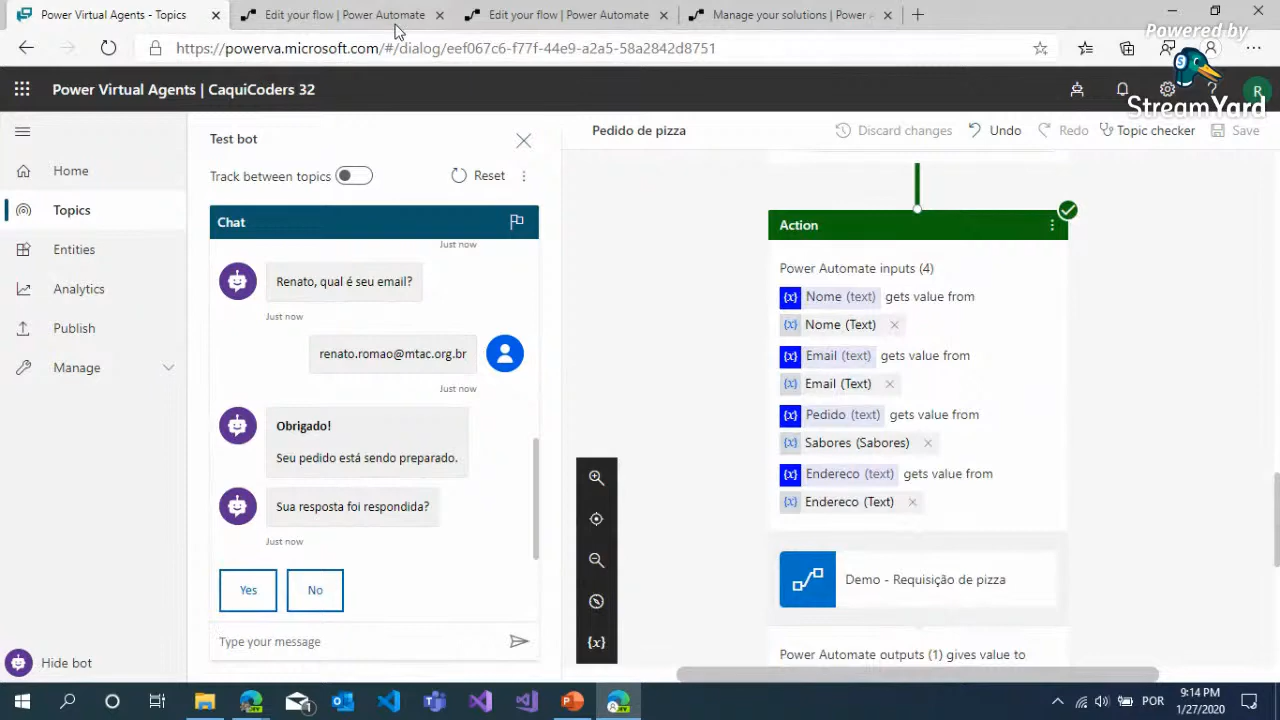 Power Virtual Agents - Topics
Edit your flow | Power Automate
Edit your flow | Power Automate
Manage your solutions | Power A
https://powerva.microsoft.com/#/dialog/eef067c6-f77f-44e9-a2a5-58a2842d8751
Powered by
StreamYard
Power Virtual Agents | CaquiCoders 32
R
Home
Topics
Entities
Analytics
Publish
Manage
Hide bot
Test bot
Track between topics
Reset
Chat
Just now
Renato, qual é seu email?
Just now
renato.romao@mtac.org.br
Just now
Obrigado!
Seu pedido está sendo preparado.
Sua resposta foi respondida?
Just now
Yes
No
Type your message
Pedido de pizza
Discard changes
Undo
Redo
Topic checker
Save
Action
Power Automate inputs (4)
{x} Nome (text) gets value from
{x} Nome (Text)
{x} Email (text) gets value from
{x} Email (Text)
{x} Pedido (text) gets value from
{x} Sabores (Sabores)
{x} Endereco (text) gets value from
{x} Endereco (Text)
Demo - Requisição de pizza
Power Automate outputs (1) gives value to
{x}
POR
9:14 PM
1/27/2020